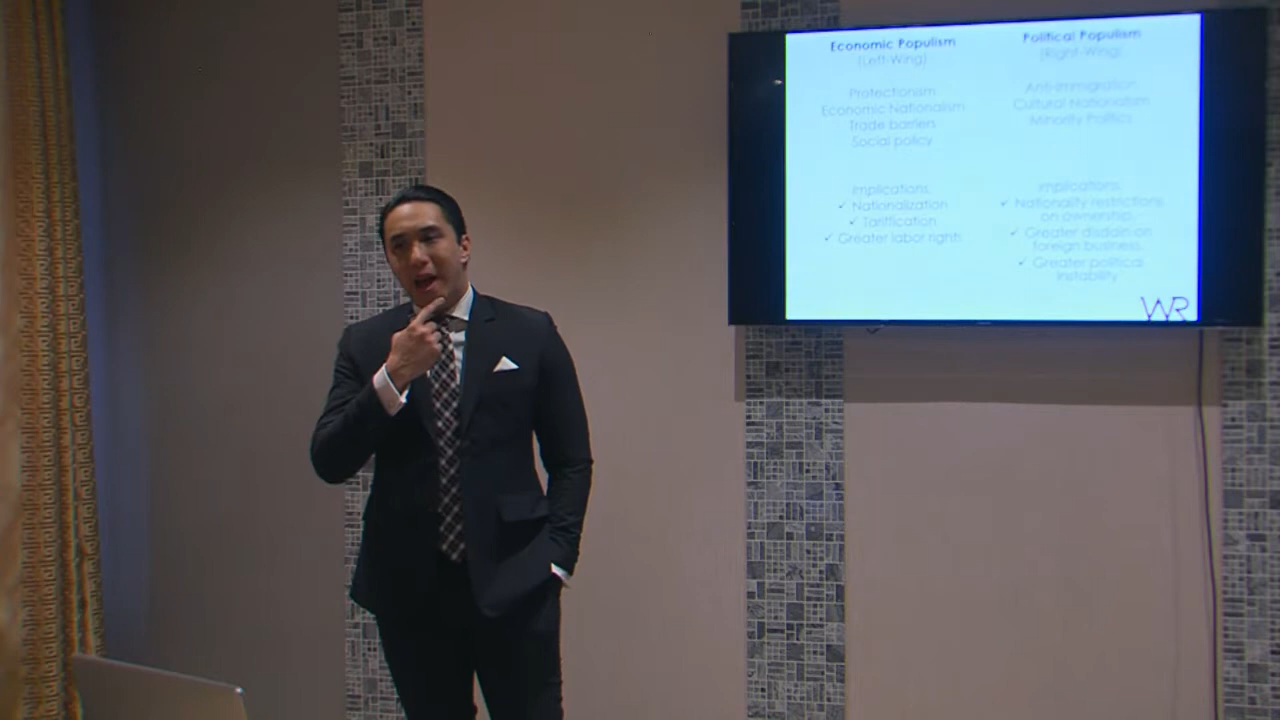 Economic Populism
(Left-Wing)
Protectionism
Economic Nationalism
Trade barriers
Social policy
Implications:
✓ Nationalization
✓ Tariffication
✓ Greater labor rights
Political Populism
(Right-Wing)
Anti-immigration
Cultural Nationalism
Minority Politics
Implications:
✓ Nationality restrictions
on ownership
✓ Greater disdain on
foreign business
✓ Greater political
instability
WR